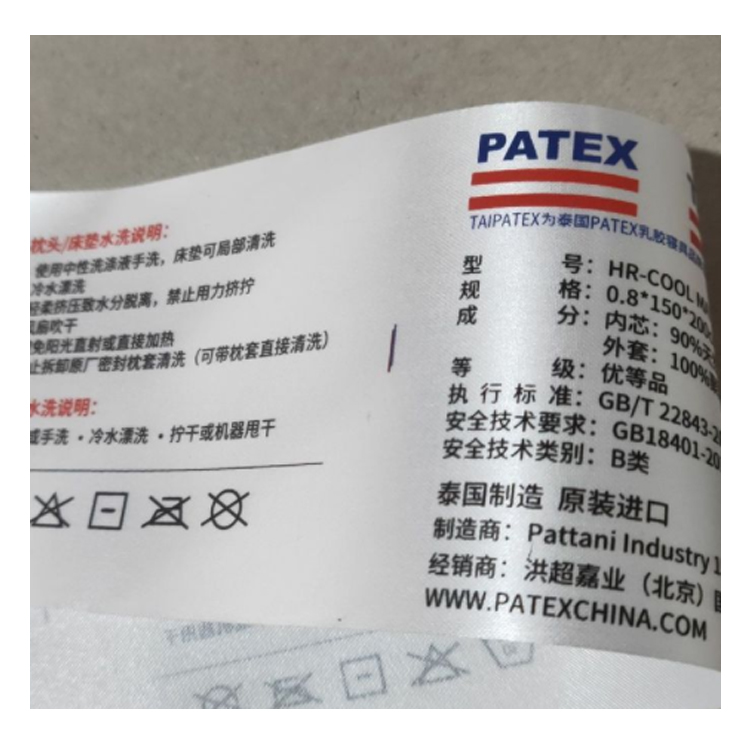 枕头/床垫水洗说明：
使用中性洗涤液手洗，床垫可局部清洗
冷水漂洗
轻柔挤压致水分脱离，禁止用力挤拧
风扇吹干
免阳光直射或直接加热
止拆卸原厂密封枕套清洗（可带枕套直接清洗）
水洗说明：
或手洗 · 冷水漂洗 · 拧干或机器甩干
PATEX
TAIPATEX为泰国PATEX乳胶寝具品牌
型 号：HR-COOL
规 格：0.8*150*200
成 分：内芯：90%天
外套：100%
等 级：优等品
执行标准：GB/T 22843-2
安全技术要求：GB18401-20
安全技术类别：B类
泰国制造 原装进口
制造商：Pattani Industry 1
经销商：洪超嘉业（北京）国
WWW.PATEXCHINA.COM